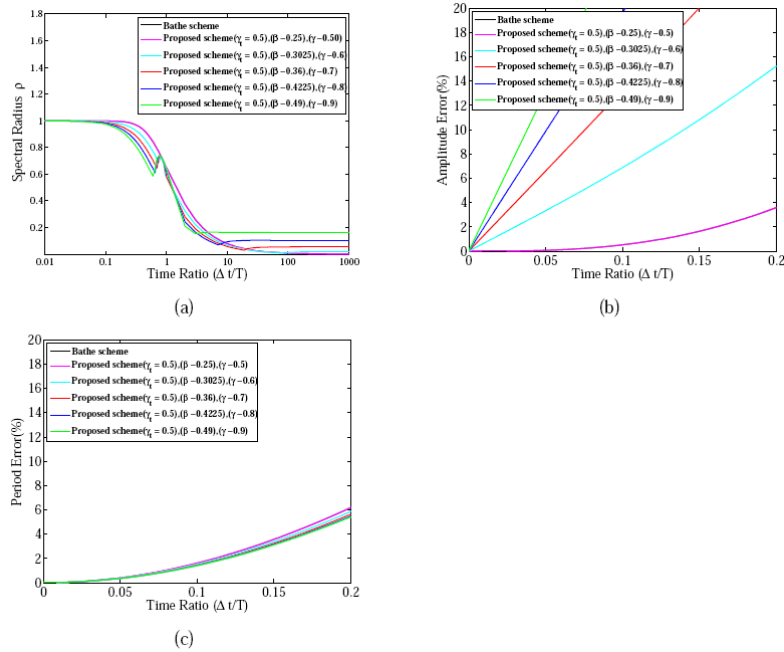 1.8
1.6
1.4
1.2
1
0.8
0.6
0.4
0.2
0.01 0.1 1 10 100 1000
Spectral Radius ρ
Time Ratio (Δ t/T)
Bathe scheme
Proposed scheme(γt = 0.5),(β−0.25),(γ−0.50)
Proposed scheme(γt = 0.5),(β−0.3025),(γ−0.6)
Proposed scheme(γt = 0.5),(β−0.36),(γ−0.7)
Proposed scheme(γt = 0.5),(β−0.4225),(γ−0.8)
Proposed scheme(γt = 0.5),(β−0.49),(γ−0.9)
(a)
20
18
16
14
12
10
8
6
4
2
0
0 0.05 0.1 0.15 0.2
Amplitude Error(%)
Time Ratio (Δ t/T)
Bathe scheme
Proposed scheme(γt = 0.5),(β−0.25),(γ−0.5)
Proposed scheme(γt = 0.5),(β−0.3025),(γ−0.6)
Proposed scheme(γt = 0.5),(β−0.36),(γ−0.7)
Proposed scheme(γt = 0.5),(β−0.4225),(γ−0.8)
Proposed scheme(γt = 0.5),(β−0.49),(γ−0.9)
(b)
20
18
16
14
12
10
8
6
4
2
0
0 0.05 0.1 0.15 0.2
Period Error(%)
Time Ratio (Δ t/T)
Bathe scheme
Proposed scheme(γt = 0.5),(β−0.25),(γ−0.5)
Proposed scheme(γt = 0.5),(β−0.3025),(γ−0.6)
Proposed scheme(γt = 0.5),(β−0.36),(γ−0.7)
Proposed scheme(γt = 0.5),(β−0.4225),(γ−0.8)
Proposed scheme(γt = 0.5),(β−0.49),(γ−0.9)
(c)